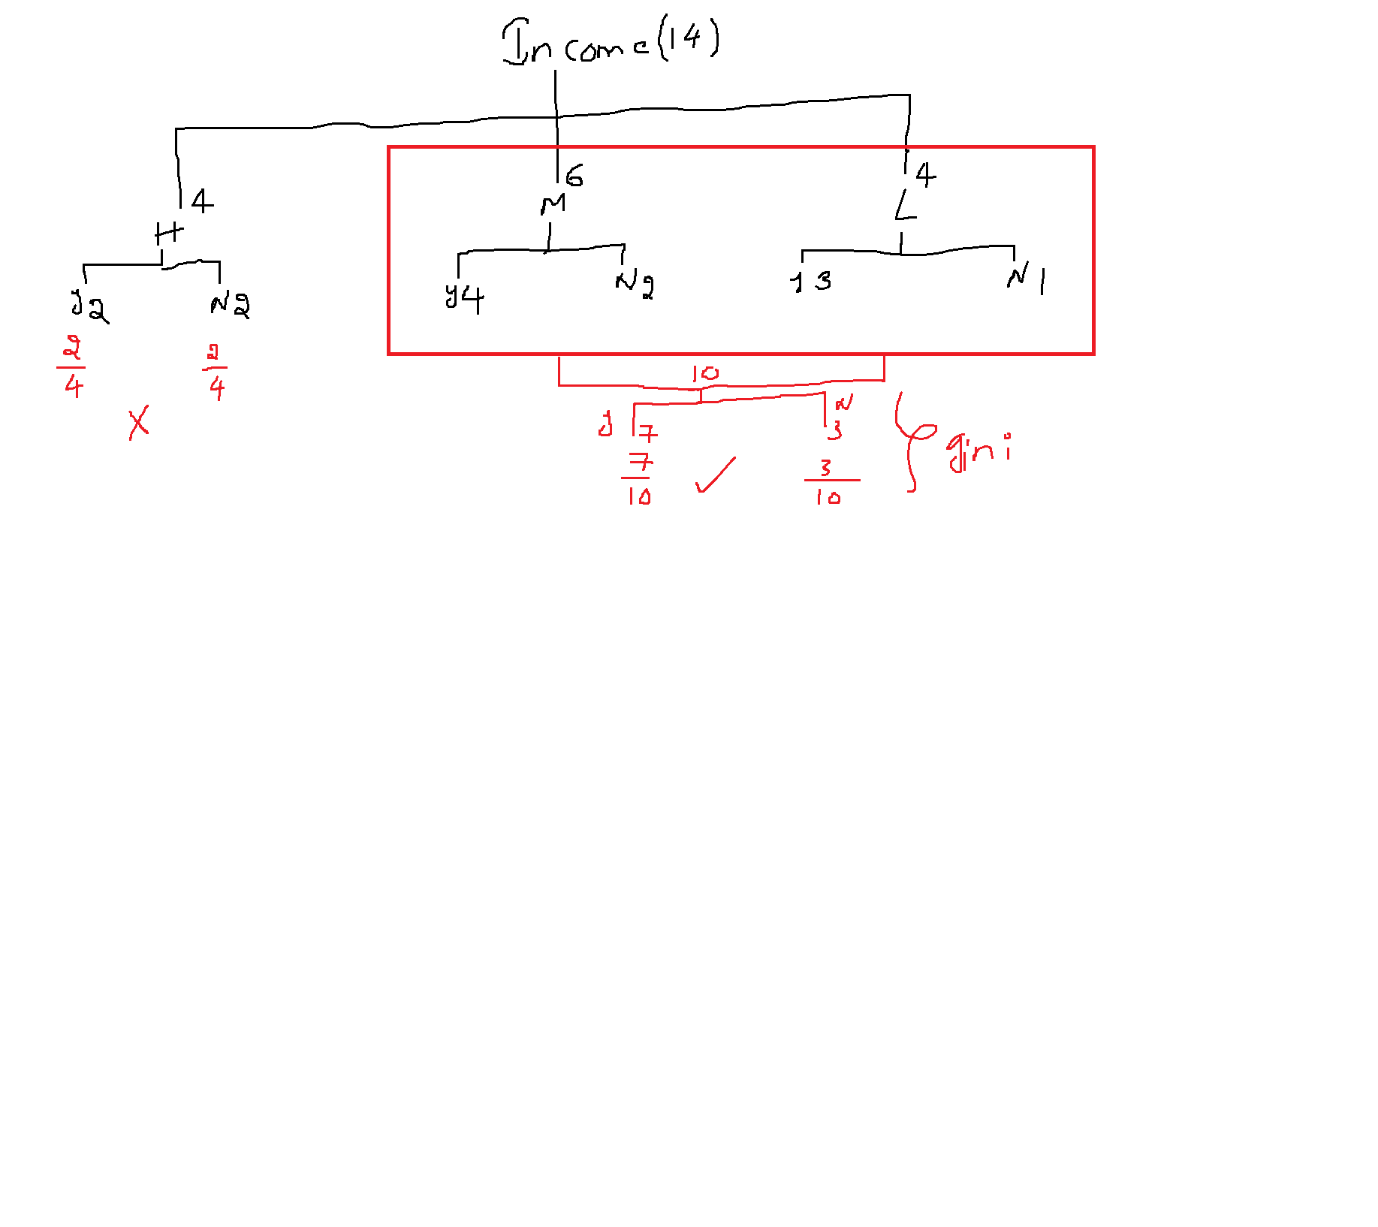 Income(14)
4 6 4
H M L
y2 N2 y4 N2 13 N1
2/4 2/4
X
10
y 7 N 3
7/10 ✓ 3/10
gini